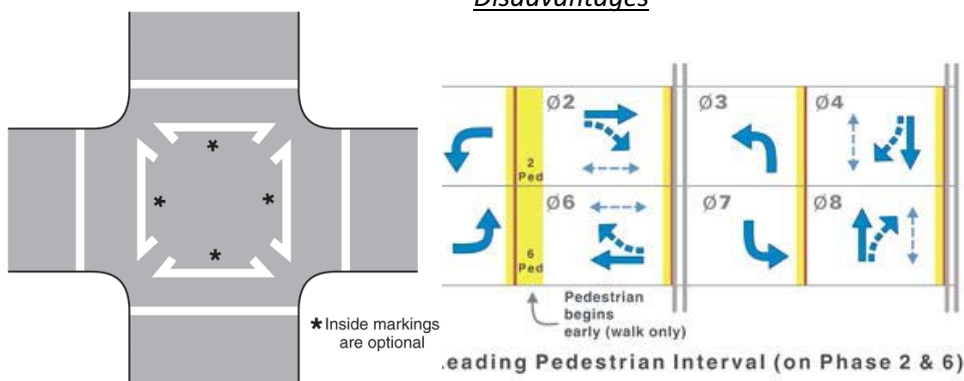 Disadvantages
* * * *
* Inside markings
are optional
Ø2
Ø3
Ø4
2
Ped
Ø6
Ø7
Ø8
6
Ped
Pedestrian
begins
early (walk only)
eading Pedestrian Interval (on Phase 2 & 6)